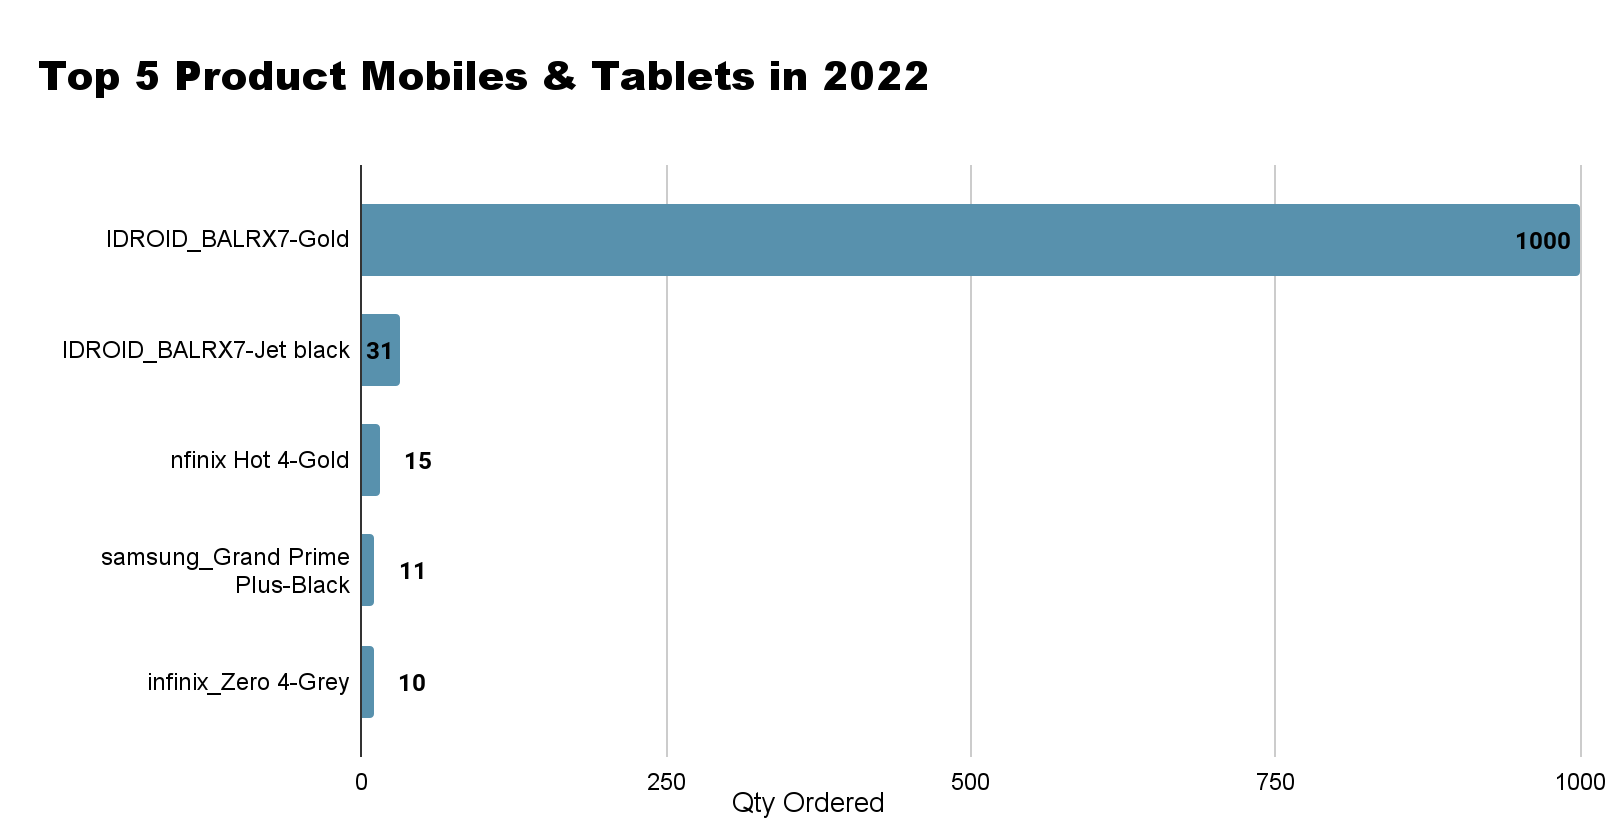 Top 5 Product Mobiles & Tablets in 2022
IDROID_BALRX7-Gold
1000
IDROID_BALRX7-Jet black
31
nfinix Hot 4-Gold
15
samsung_Grand Prime
Plus-Black
11
infinix_Zero 4-Grey
10
0 250 500 750 1000
Qty Ordered